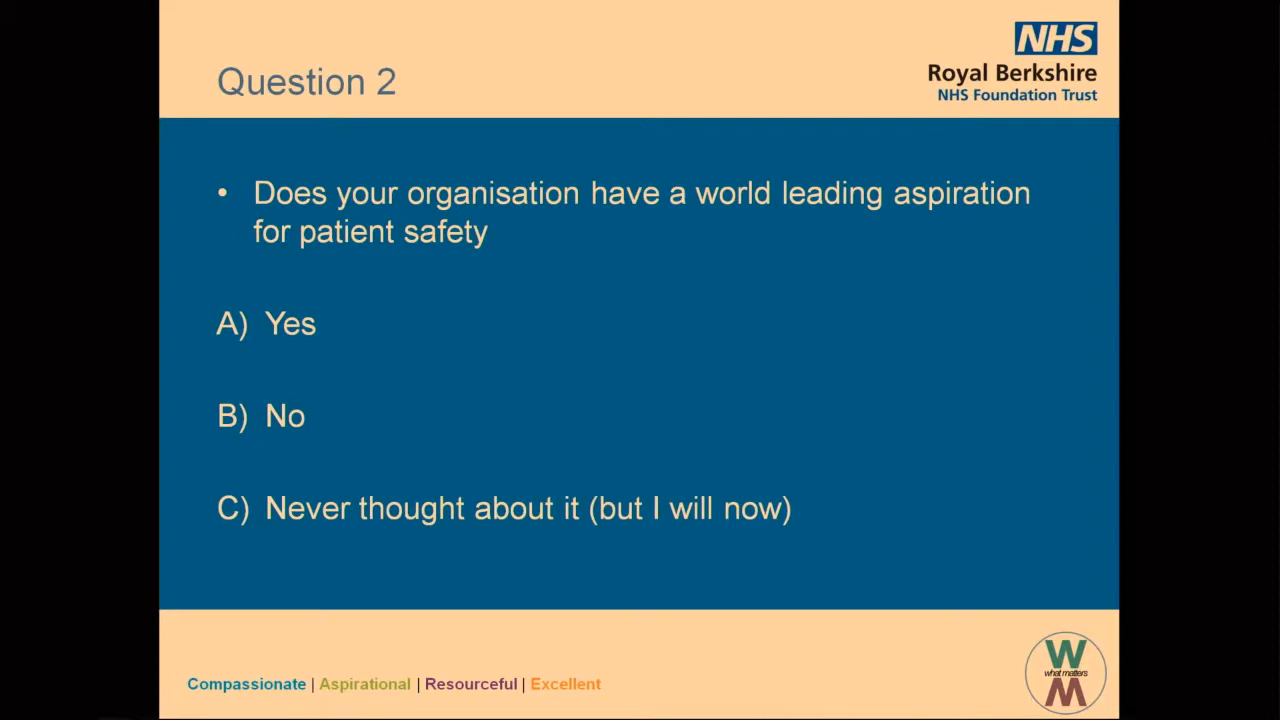 Question 2
NHS
Royal Berkshire
NHS Foundation Trust
• Does your organisation have a world leading aspiration
for patient safety
A) Yes
B) No
C) Never thought about it (but I will now)
Compassionate | Aspirational | Resourceful | Excellent
W
what matters
M